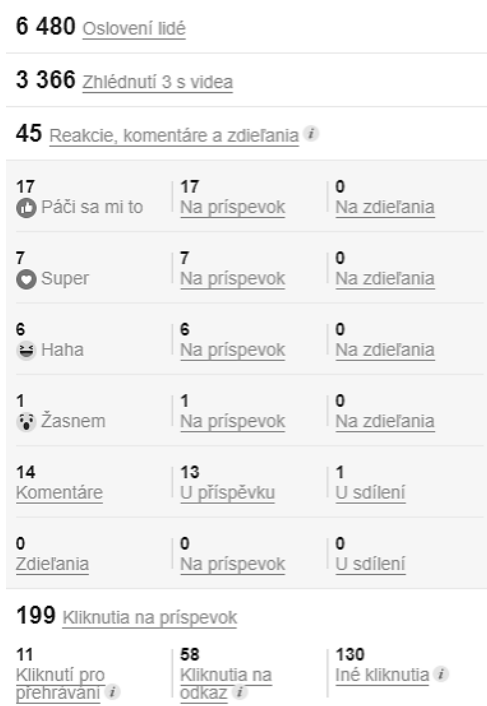 6 480 Oslovení lidé
3 366 Zhlédnutí 3 s videa
45 Reakcie, komentáre a zdieľania
17 17 0
Páči sa mi to Na príspevok Na zdieľania
7 7 0
Super Na príspevok Na zdieľania
6 6 0
Haha Na príspevok Na zdieľania
1 1 0
Žasnem Na príspevok Na zdieľania
14 13 1
Komentáre U příspěvku U sdílení
0 0 0
Zdieľania Na príspevok U sdílení
199 Kliknutia na príspevok
11 58 130
Kliknutí pro Kliknutia na Iné kliknutia
přehrávání odkaz